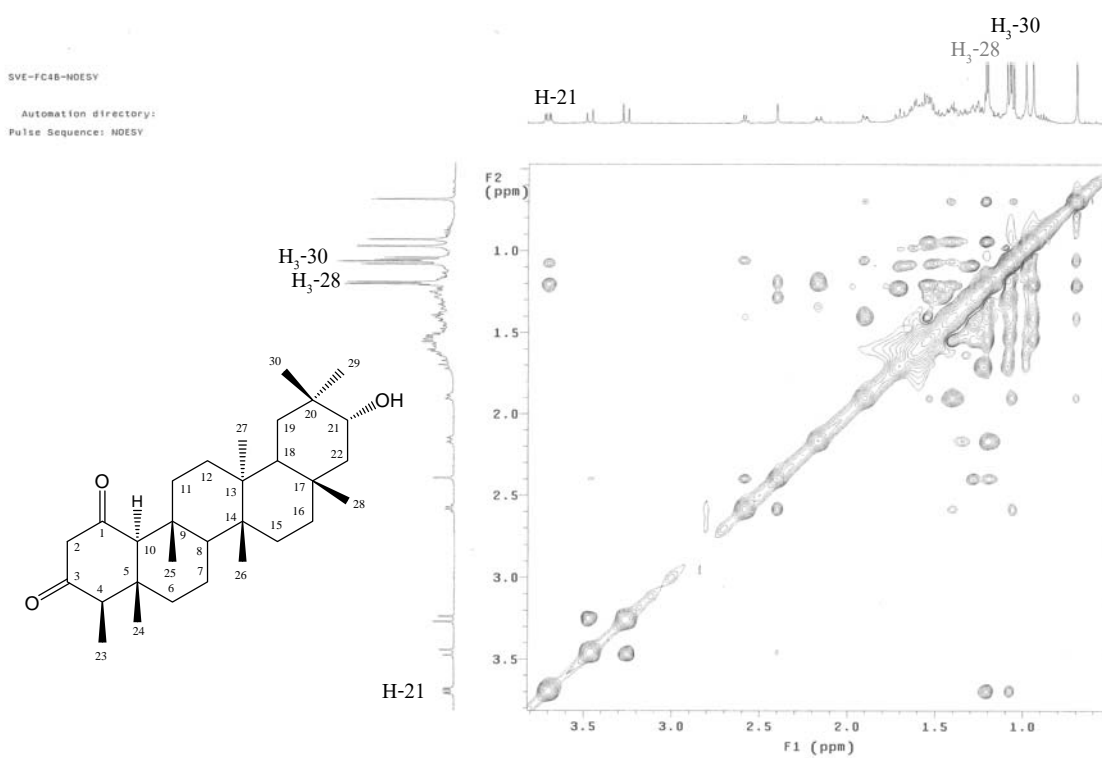 SVE-FC4B-NOESY
Automation directory:
Pulse Sequence: NOESY
H₃-30
H₃-28
H-21
F2
(ppm)
1.0
1.5
2.0
2.5
3.0
3.5
3.5
3.0
2.5
2.0
1.5
1.0
F1 (ppm)
H₃-30
H₃-28
H-21
30
29
20
OH
19
21
27
18
22
12
17
28
O
H
11
13
16
1
14
15
9
2
10
8
25
26
3
5
7
O
4
6
24
23